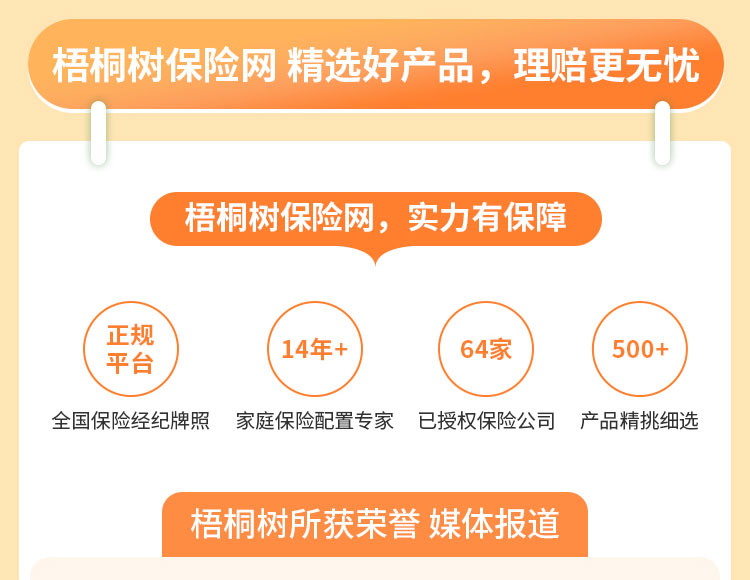 梧桐树保险网 精选好产品，理赔更无忧
梧桐树保险网，实力有保障
正规
平台
14年+
64家
500+
全国保险经纪牌照
家庭保险配置专家
已授权保险公司
产品精挑细选
梧桐树所获荣誉 媒体报道